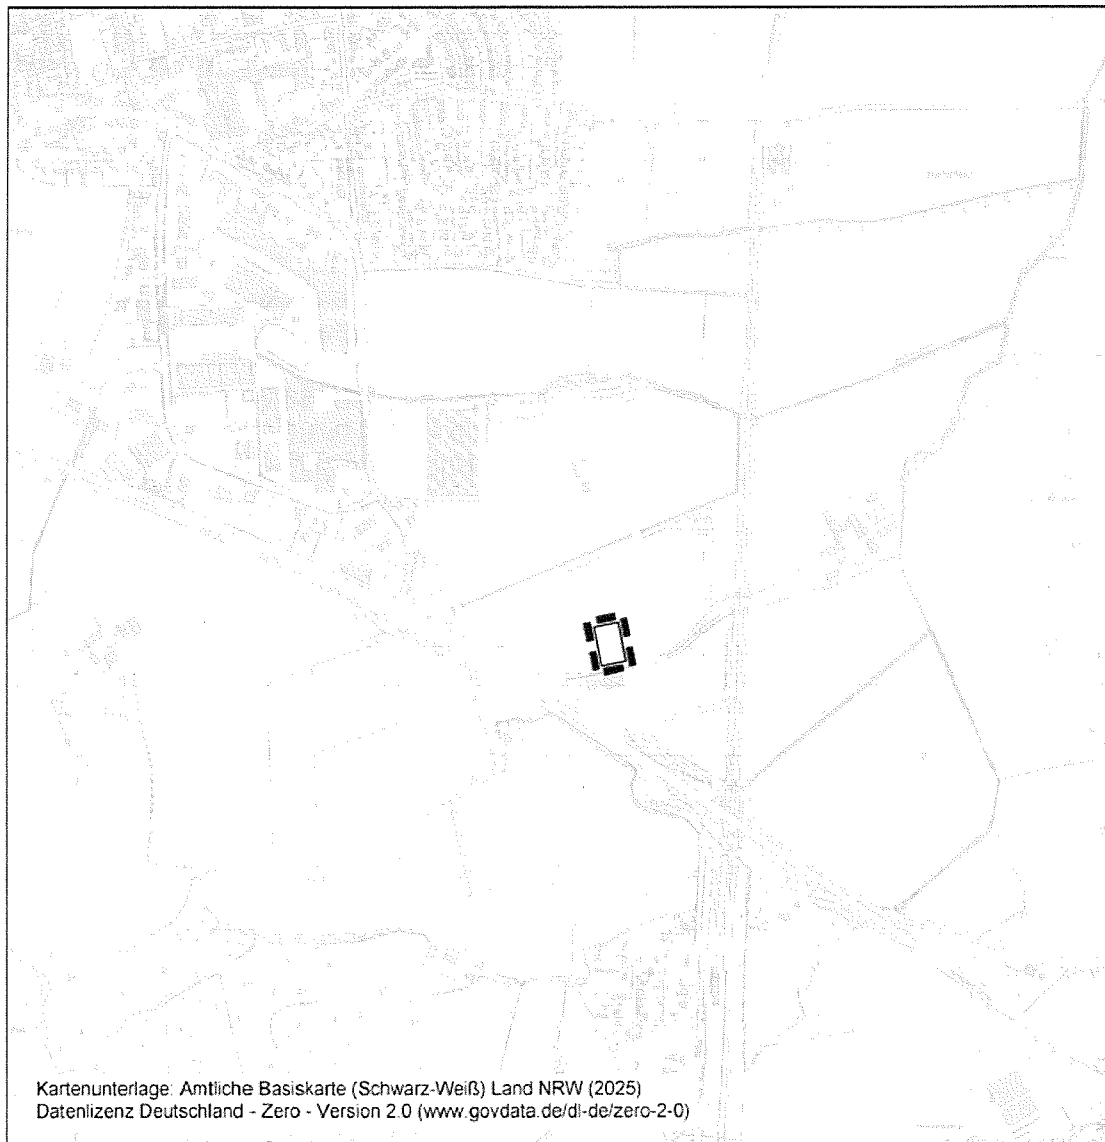 Kartenunterlage: Amtliche Basiskarte (Schwarz-Weiß) Land NRW (2025)
Datenlizenz Deutschland - Zero - Version 2.0 (www.govdata.de/dl-de/zero-2-0)